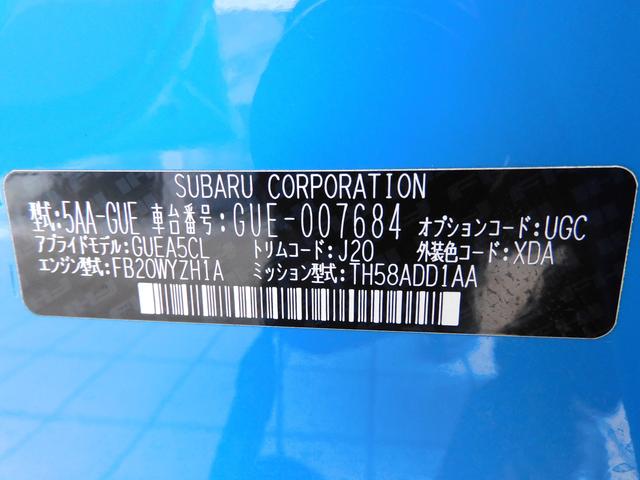 SUBARU CORPORATION
型式:5AA-GUE 車台番号:GUE-007684 オプションコード:UGC
アプライドモデル:GUEA5CL トリムコード:J20 外装色コード:XDA
エンジン型式:FB20WYZH1A ミッション型式:TH58ADD1AA